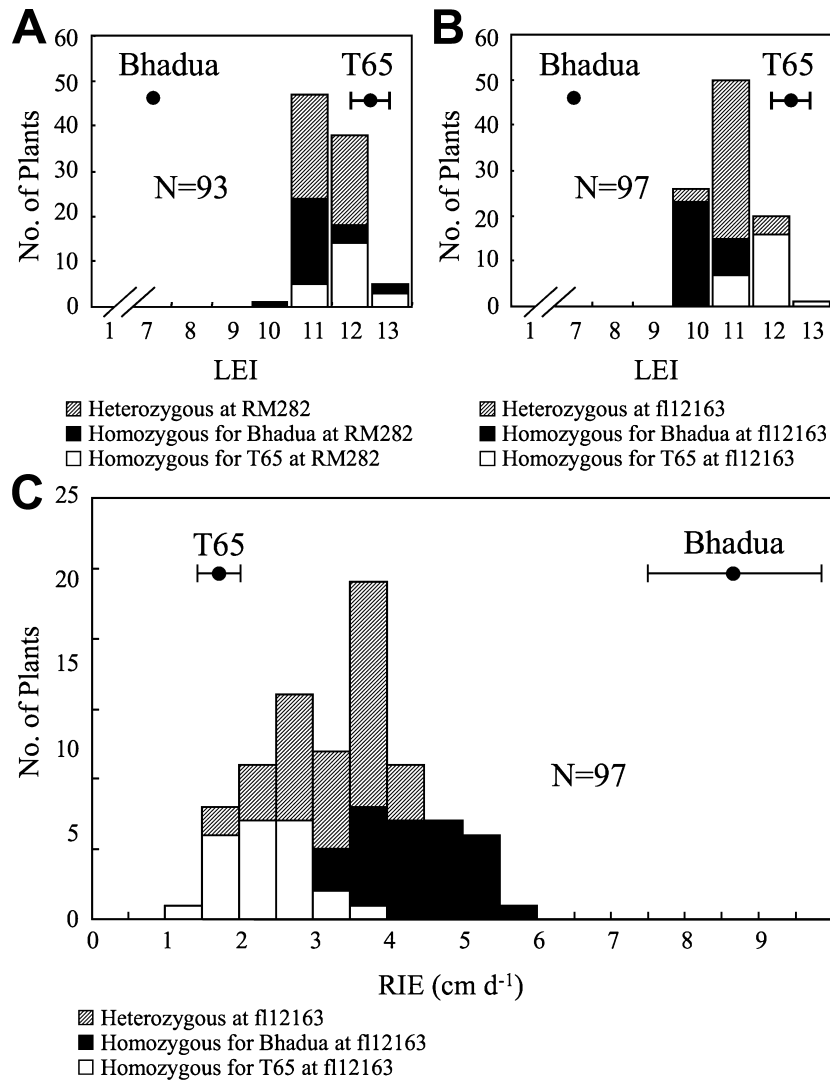 A
60
50
40
30
20
10
0
No. of Plants
Bhadua
T65
N=93
1 7 8 9 10 11 12 13
LEI
Heterozygous at RM282
Homozygous for Bhadua at RM282
Homozygous for T65 at RM282
B
60
50
40
30
20
10
0
No. of Plants
Bhadua
T65
N=97
1 7 8 9 10 11 12 13
LEI
Heterozygous at fl12163
Homozygous for Bhadua at fl12163
Homozygous for T65 at fl12163
C
25
20
15
10
5
0
No. of Plants
T65
Bhadua
N=97
0 1 2 3 4 5 6 7 8 9
RIE (cm d-1)
Heterozygous at fl12163
Homozygous for Bhadua at fl12163
Homozygous for T65 at fl12163